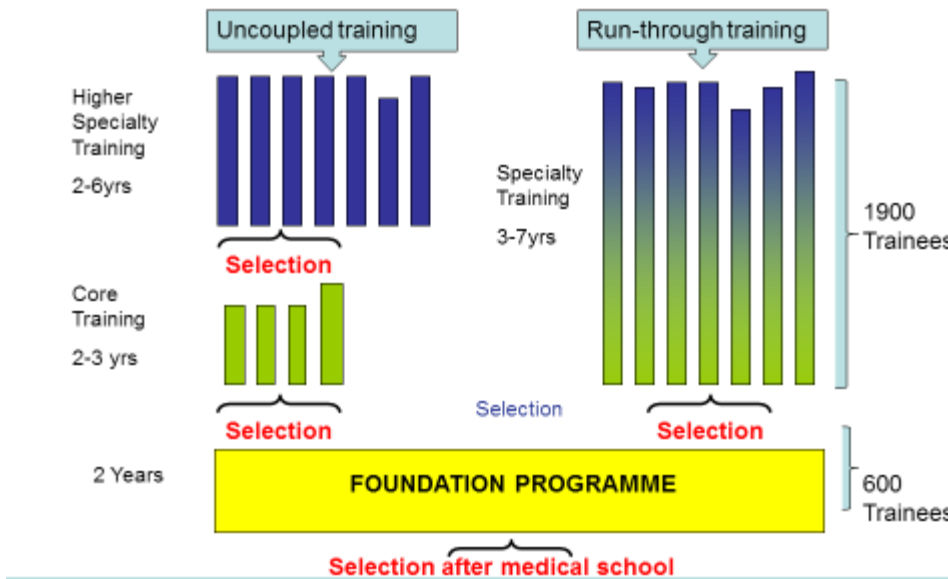 Uncoupled training
Run-through training
Higher
Specialty
Training
2-6yrs
Specialty
Training
3-7yrs
1900
Trainees
Selection
Core
Training
2-3 yrs
Selection
Selection
Selection
2 Years
FOUNDATION PROGRAMME
600
Trainees
Selection after medical school